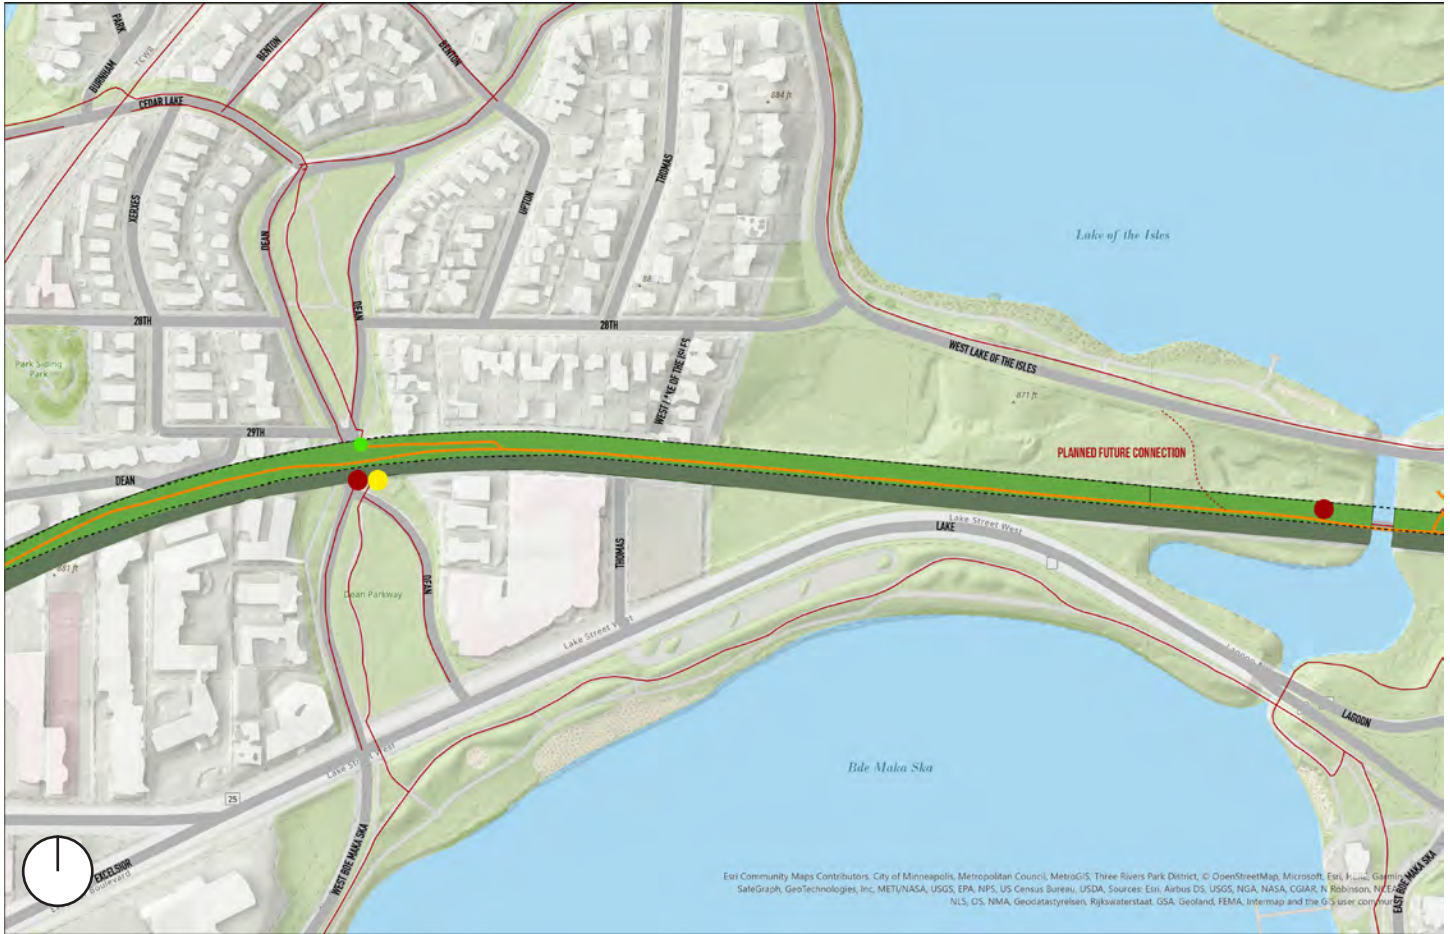 PARK
BURNHAM
TCWR
BENTON
BENTON
CEDAR LAKE
884 ft
XERXES
DEAN
UPTON
THOMAS
Lake of the Isles
88
DEAN
28TH
28TH
WEST LAKE OF THE ISLES
Park Siding
Park
WEST LAKE OF THE ISLES
871 ft
29TH
PLANNED FUTURE CONNECTION
DEAN
LAKE
Lake Street West
881 ft
THOMAS
DEAN
Dean Parkway
Lake Street West
LAGOON
Lake Street West
Bde Maka Ska
25
WEST BDE MAKA SKA
EXCELSIOR
Boulevard
EAST BDE MAKA SKA
Esri Community Maps Contributors, City of Minneapolis, Metropolitan Council, MetroGIS, Three Rivers Park District, © OpenStreetMap, Microsoft, Esri, HERE, Garmin,
SafeGraph, GeoTechnologies, Inc, METI/NASA, USGS, EPA, NPS, US Census Bureau, USDA, Sources: Esri, Airbus DS, USGS, NGA, NASA, CGIAR, N Robinson, NCEA
NLS, OS, NMA, Geodatastyrelsen, Rijkswaterstaat, GSA, Geoland, FEMA, Intermap and the GIS user commun